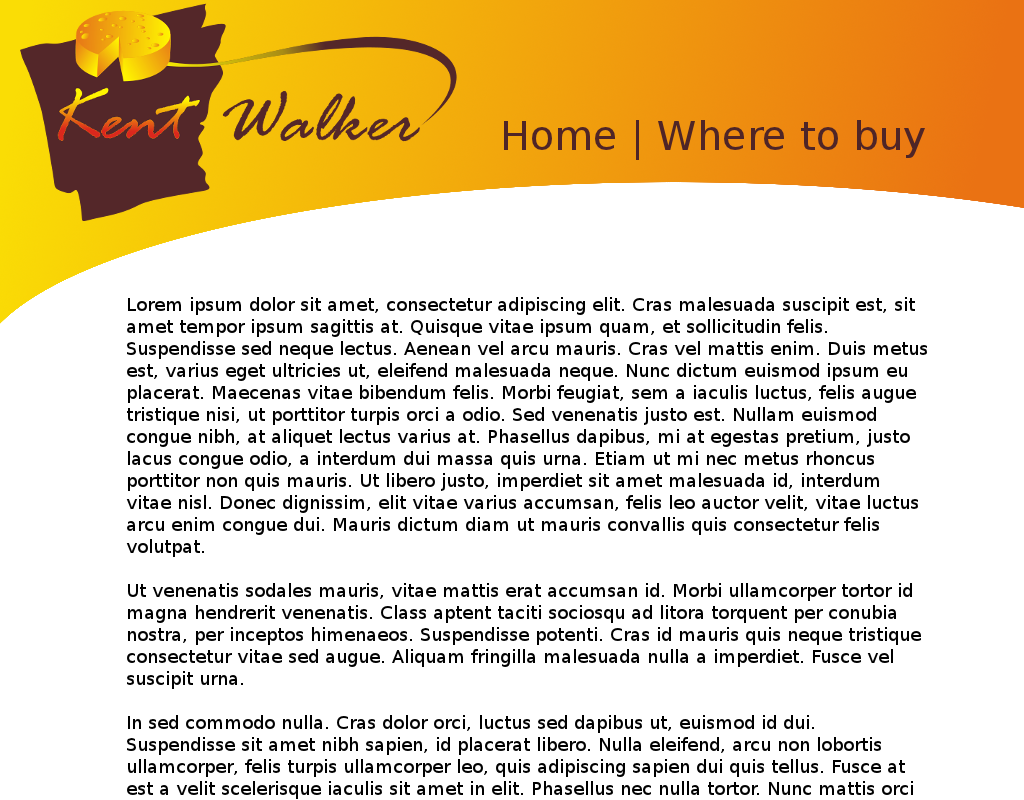 Kent Walker
Home | Where to buy
Lorem ipsum dolor sit amet, consectetur adipiscing elit. Cras malesuada suscipit est, sit
amet tempor ipsum sagittis at. Quisque vitae ipsum quam, et sollicitudin felis.
Suspendisse sed neque lectus. Aenean vel arcu mauris. Cras vel mattis enim. Duis metus
est, varius eget ultricies ut, eleifend malesuada neque. Nunc dictum euismod ipsum eu
placerat. Maecenas vitae bibendum felis. Morbi feugiat, sem a iaculis luctus, felis augue
tristique nisi, ut porttitor turpis orci a odio. Sed venenatis justo est. Nullam euismod
congue nibh, at aliquet lectus varius at. Phasellus dapibus, mi at egestas pretium, justo
lacus congue odio, a interdum dui massa quis urna. Etiam ut mi nec metus rhoncus
porttitor non quis mauris. Ut libero justo, imperdiet sit amet malesuada id, interdum
vitae nisl. Donec dignissim, elit vitae varius accumsan, felis leo auctor velit, vitae luctus
arcu enim congue dui. Mauris dictum diam ut mauris convallis quis consectetur felis
volutpat.
Ut venenatis sodales mauris, vitae mattis erat accumsan id. Morbi ullamcorper tortor id
magna hendrerit venenatis. Class aptent taciti sociosqu ad litora torquent per conubia
nostra, per inceptos himenaeos. Suspendisse potenti. Cras id mauris quis neque tristique
consectetur vitae sed augue. Aliquam fringilla malesuada nulla a imperdiet. Fusce vel
suscipit urna.
In sed commodo nulla. Cras dolor orci, luctus sed dapibus ut, euismod id dui.
Suspendisse sit amet nibh sapien, id placerat libero. Nulla eleifend, arcu non lobortis
ullamcorper, felis turpis ullamcorper leo, quis adipiscing sapien dui quis tellus. Fusce at
est a velit scelerisque iaculis sit amet in elit. Phasellus nec nulla tortor. Nunc mattis orci